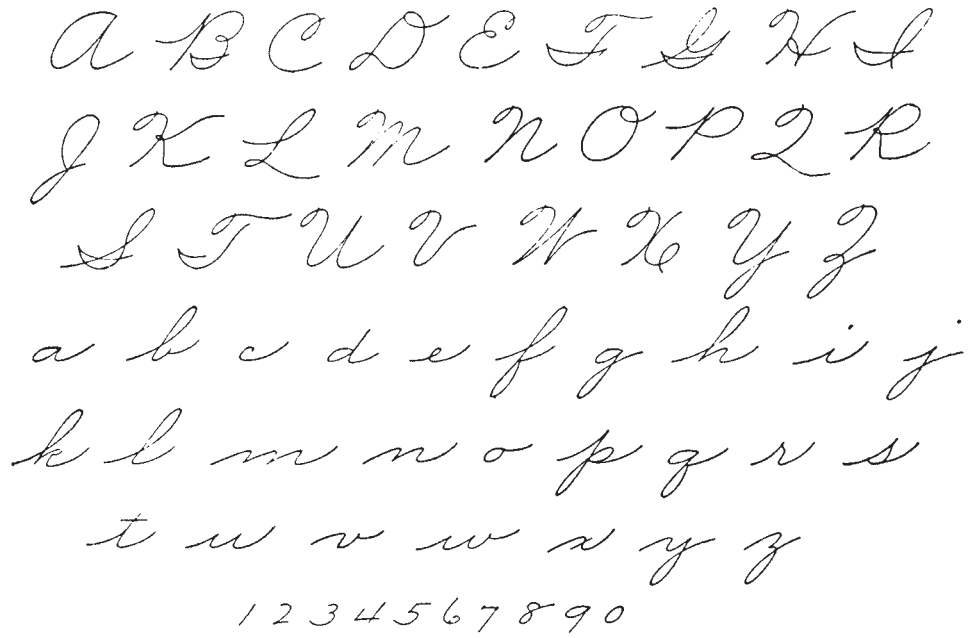 A B C D E F G H I
J K L M N O P Q R
S T U V W X Y Z
a b c d e f g h i j
k l m n o p q r s
t u v w x y z
1 2 3 4 5 6 7 8 9 0